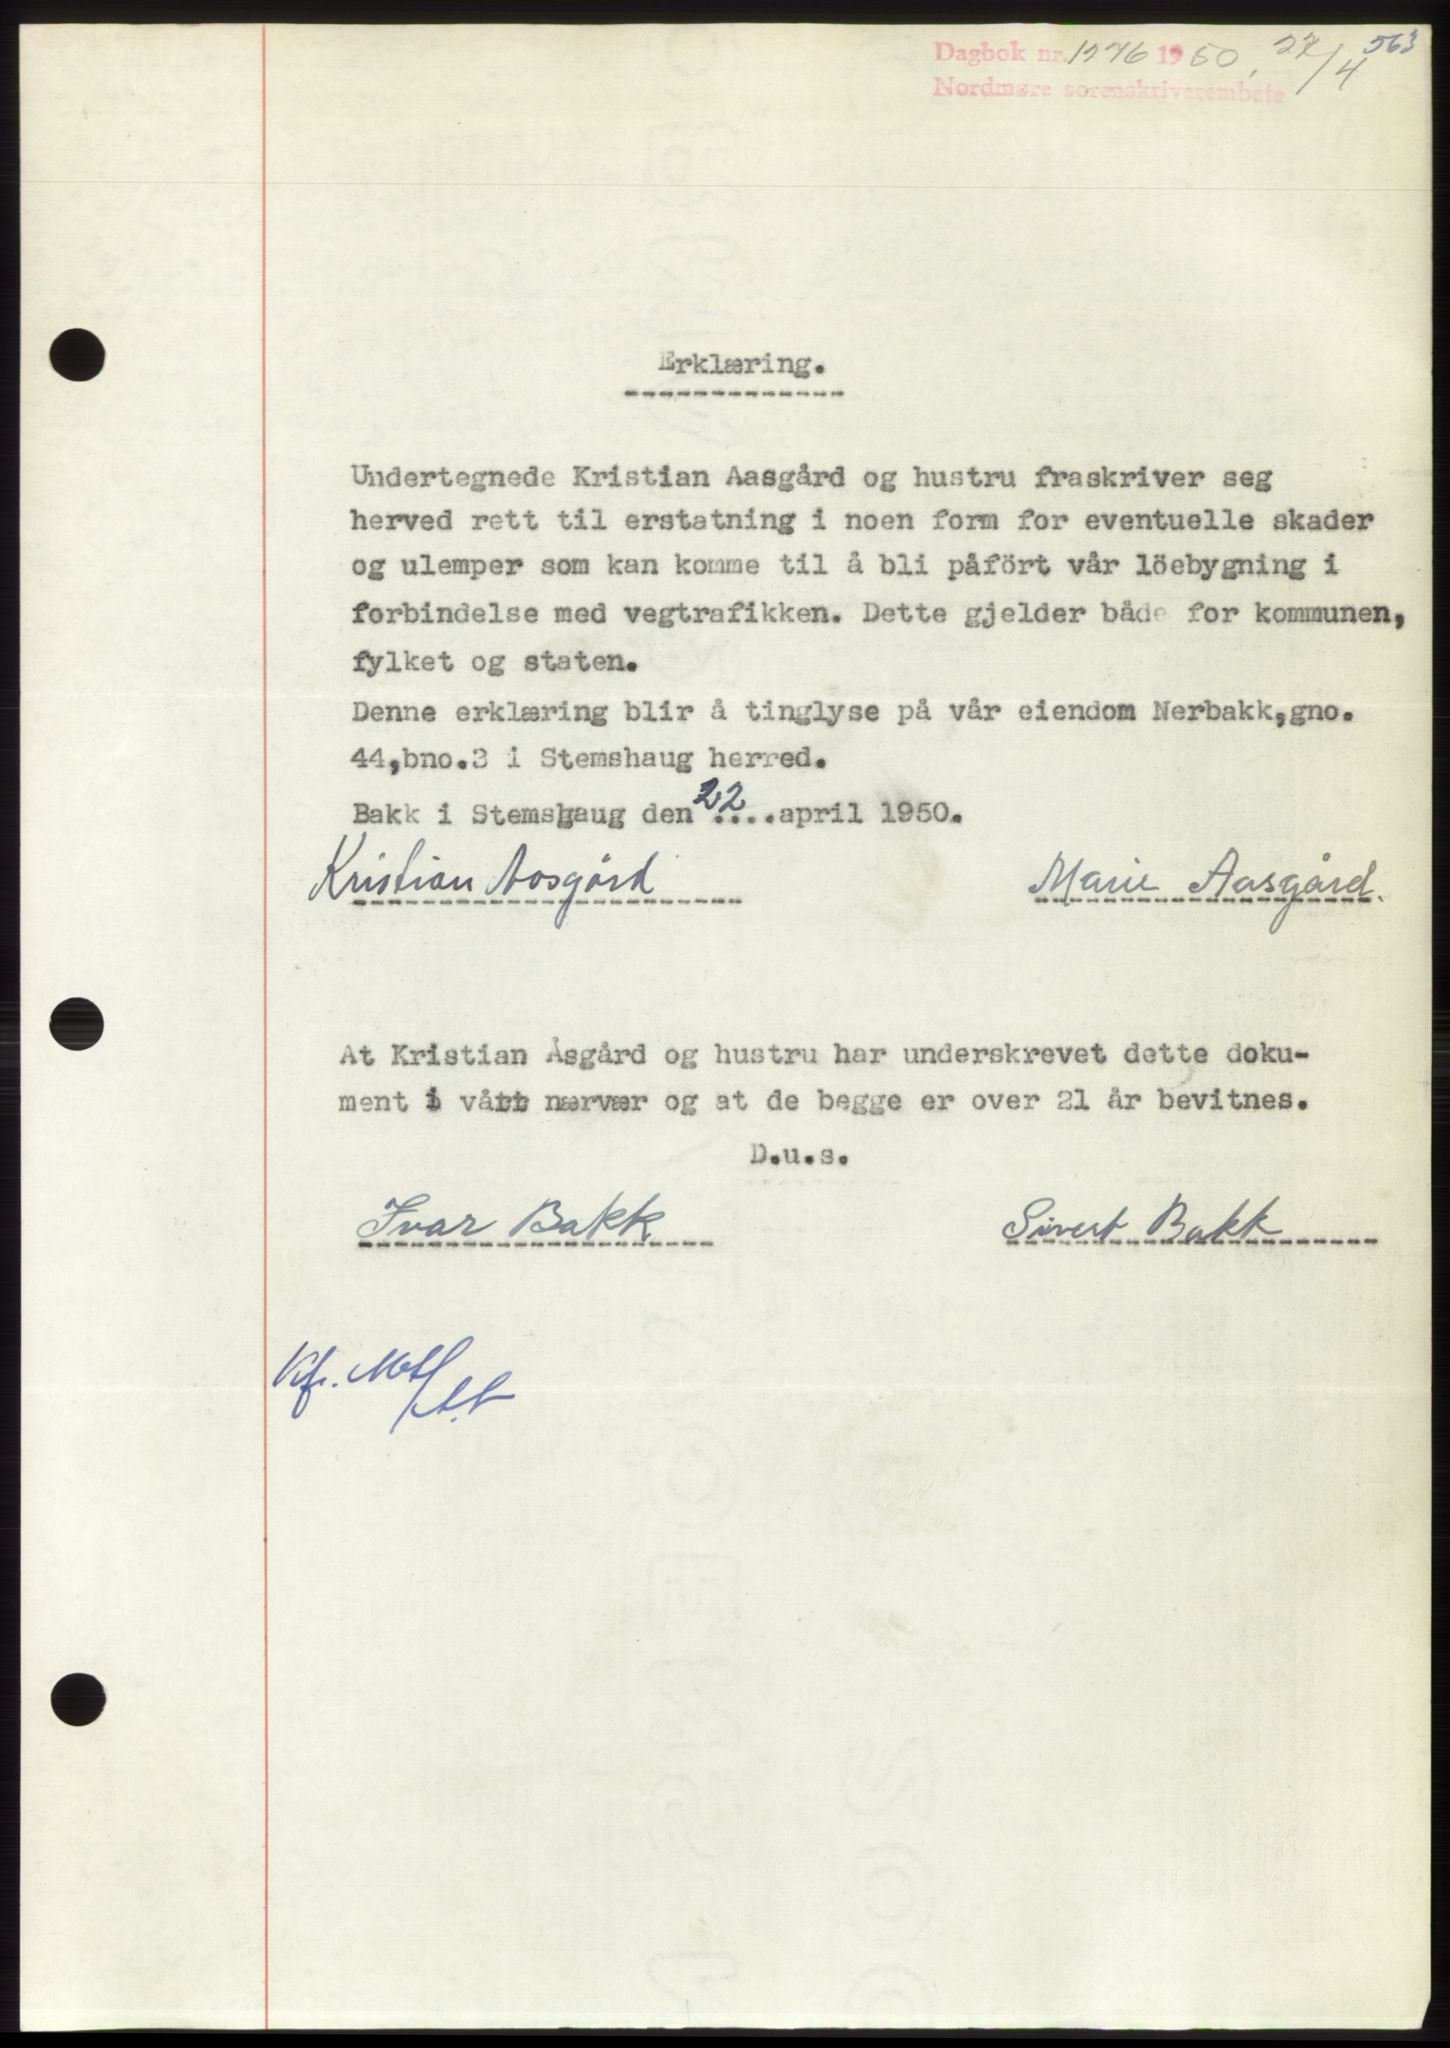 563
Dagbok nr. 1276 1950, 27/4
Nordmøre sorenskriverembete
Erklæring.
Undertegnede Kristian Aasgård og hustru fraskriver seg
herved rett til erstatning i noen form for eventuelle skader
og ulemper som kan komme til å bli påfört vår löebygning i
forbindelse med vegtrafikken. Dette gjelder både for kommunen,
fylket og staten.
Denne erklæring blir å tinglyse på vår eiendom Nerbakk,gno.
44,bno.3 i Stemshaug herred.
Bakk i Stemshaug den 22....april 1950.
Kristian Aasgård Marie Aasgård.
At Kristian Åsgård og hustru har underskrevet dette doku-
ment i vårt nærvær og at de begge er over 21 år bevitnes.
D.u.s.
Ivar Bakk Sivert Bakk
Kfr.